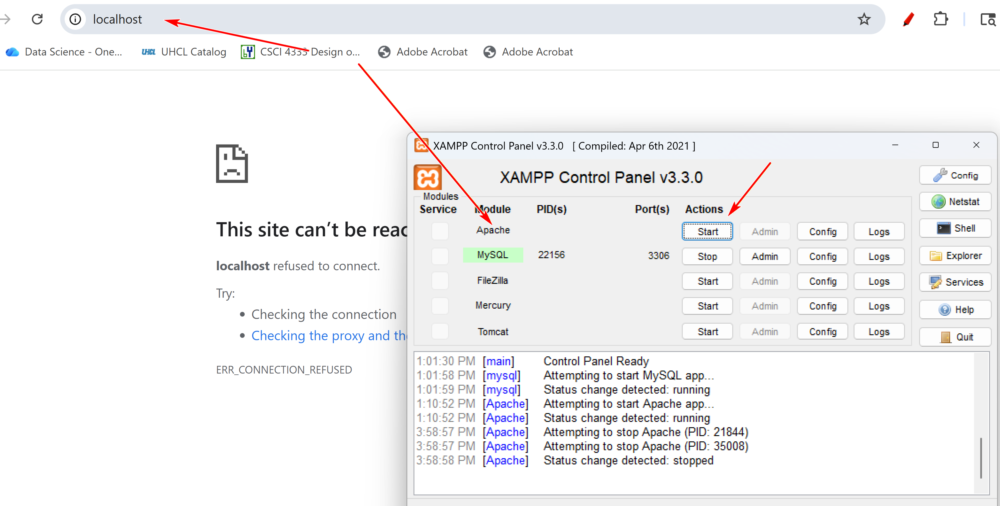 localhost
Data Science - One...
UHCL UHCL Catalog
CSCI 4333 Design o...
Adobe Acrobat
Adobe Acrobat
This site can't be reac
localhost refused to connect.
Try:
Checking the connection
Checking the proxy and the
ERR_CONNECTION_REFUSED
XAMPP Control Panel v3.3.0 [ Compiled: Apr 6th 2021 ]
XAMPP Control Panel v3.3.0
Modules
Service Module PID(s) Port(s) Actions
Apache Start Admin Config Logs
MySQL 22156 3306 Stop Admin Config Logs
FileZilla Start Admin Config Logs
Mercury Start Admin Config Logs
Tomcat Start Admin Config Logs
Config
Netstat
Shell
Explorer
Services
Help
Quit
1:01:30 PM [main] Control Panel Ready
1:01:58 PM [mysql] Attempting to start MySQL app...
1:01:59 PM [mysql] Status change detected: running
1:10:52 PM [Apache] Attempting to start Apache app...
1:10:52 PM [Apache] Status change detected: running
3:58:57 PM [Apache] Attempting to stop Apache (PID: 21844)
3:58:57 PM [Apache] Attempting to stop Apache (PID: 35008)
3:58:58 PM [Apache] Status change detected: stopped